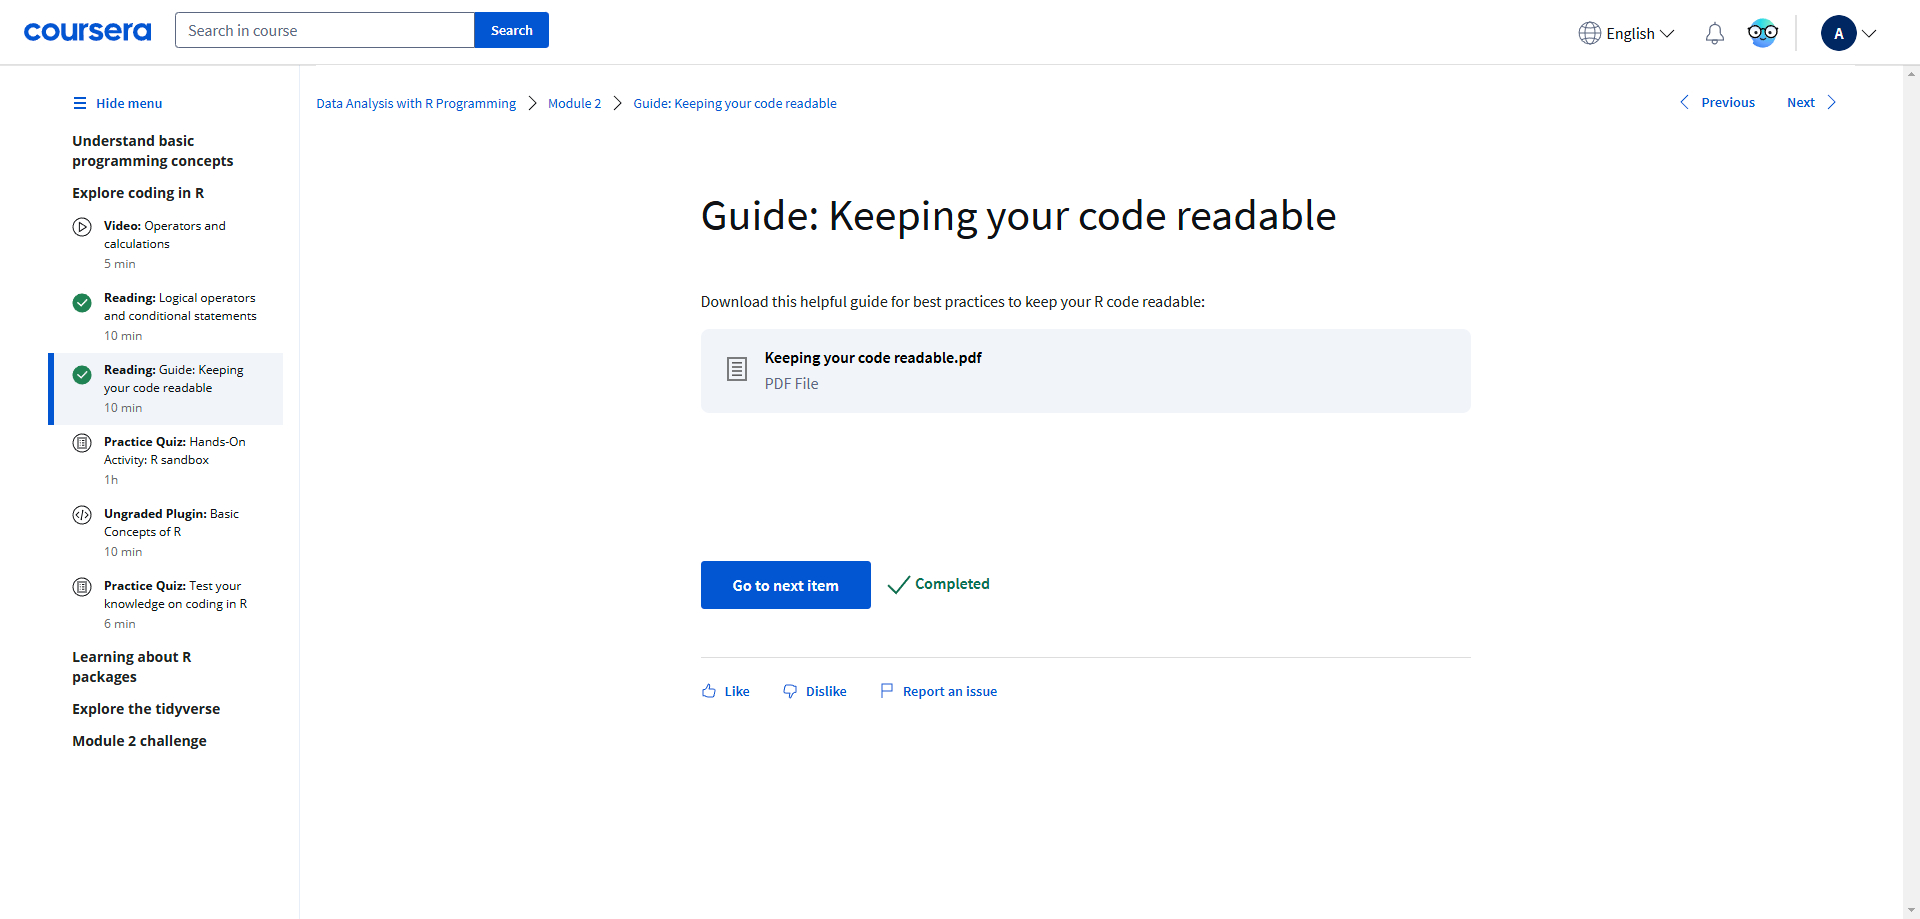 coursera
Search in course
Search
English
A
Hide menu
Understand basic
programming concepts
Explore coding in R
Video: Operators and
calculations
5 min
Reading: Logical operators
and conditional statements
10 min
Reading: Guide: Keeping
your code readable
10 min
Practice Quiz: Hands-On
Activity: R sandbox
1h
Ungraded Plugin: Basic
Concepts of R
10 min
Practice Quiz: Test your
knowledge on coding in R
6 min
Learning about R
packages
Explore the tidyverse
Module 2 challenge
Data Analysis with R Programming
Module 2
Guide: Keeping your code readable
Previous
Next
Guide: Keeping your code readable
Download this helpful guide for best practices to keep your R code readable:
Keeping your code readable.pdf
PDF File
Go to next item
Completed
Like
Dislike
Report an issue